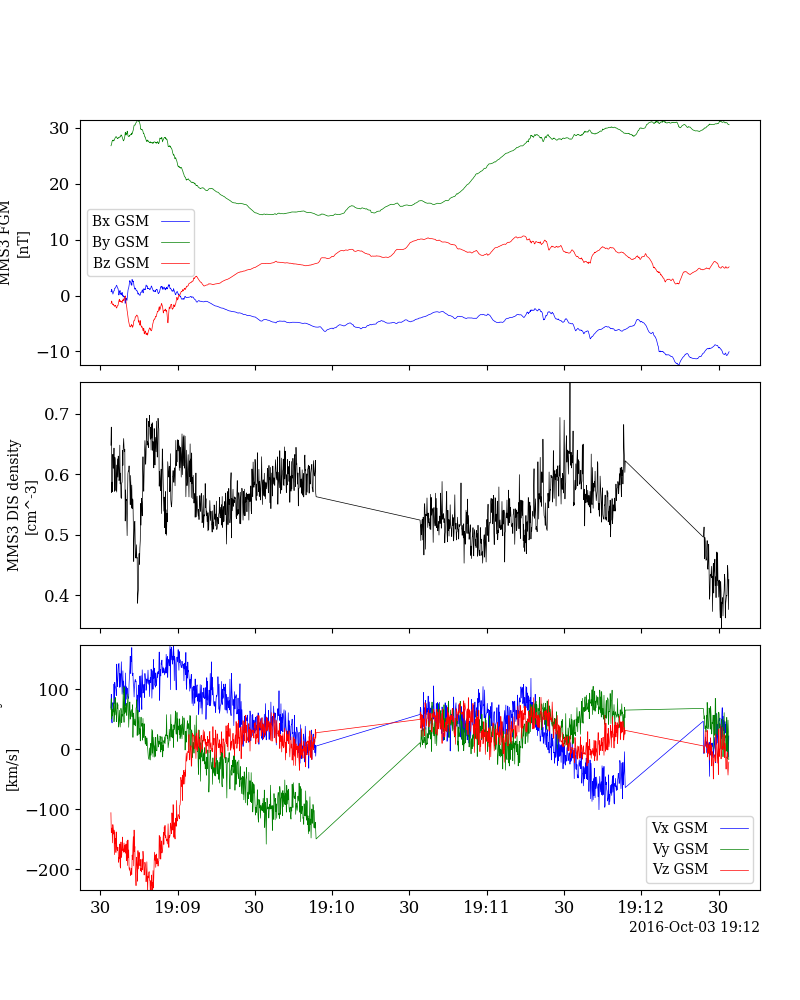 30
20
10
0
−10
MMS3 FGM
[nT]
Bx GSM
By GSM
Bz GSM
0.7
0.6
0.5
0.4
MMS3 DIS density
[cm^-3]
100
0
−100
−200
[km/s]
Vx GSM
Vy GSM
Vz GSM
30 19:09 30 19:10 30 19:11 30 19:12 30
2016-Oct-03 19:12